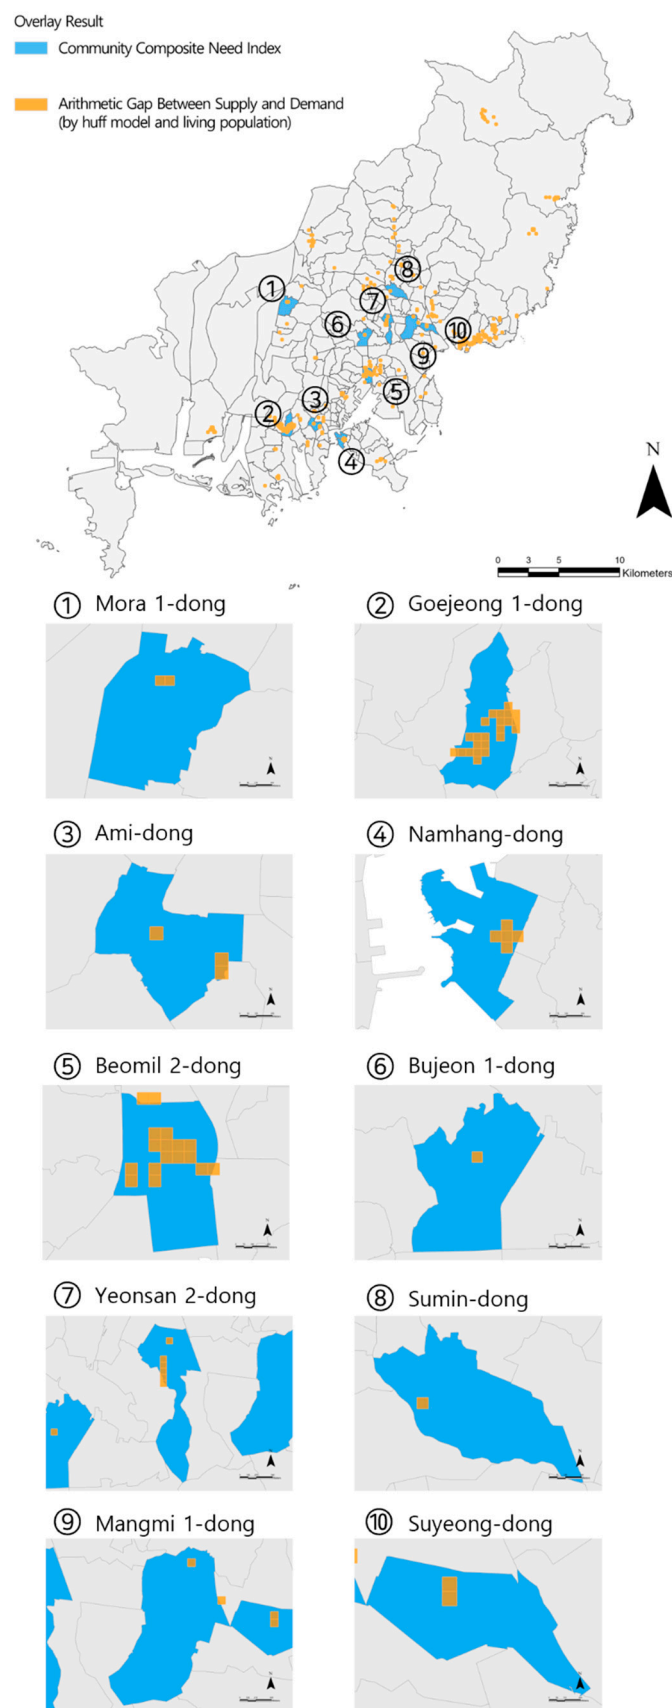 Overlay Result
Community Composite Need Index
Arithmetic Gap Between Supply and Demand
(by huff model and living population)
⑧
①
⑦
⑥
⑩
⑨
③
⑤
②
④
N
0 3 5 10
Kilometers
① Mora 1-dong
② Goejeong 1-dong
③ Ami-dong
④ Namhang-dong
⑤ Beomil 2-dong
⑥ Bujeon 1-dong
⑦ Yeonsan 2-dong
⑧ Sumin-dong
⑨ Mangmi 1-dong
⑩ Suyeong-dong